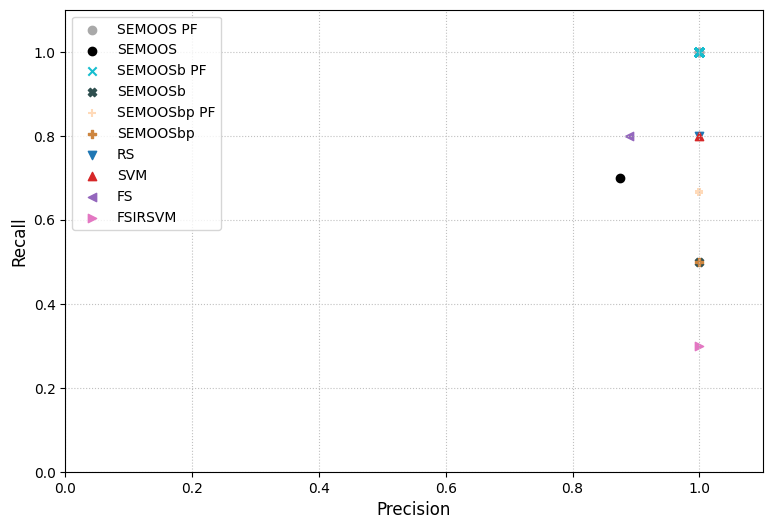 SEMOOS PF
SEMOOS
SEMOOSb PF
SEMOOSb
SEMOOSbp PF
SEMOOSbp
RS
SVM
FS
FSIRSVM
1.0
0.8
0.6
0.4
0.2
0.0
Recall
0.0 0.2 0.4 0.6 0.8 1.0
Precision